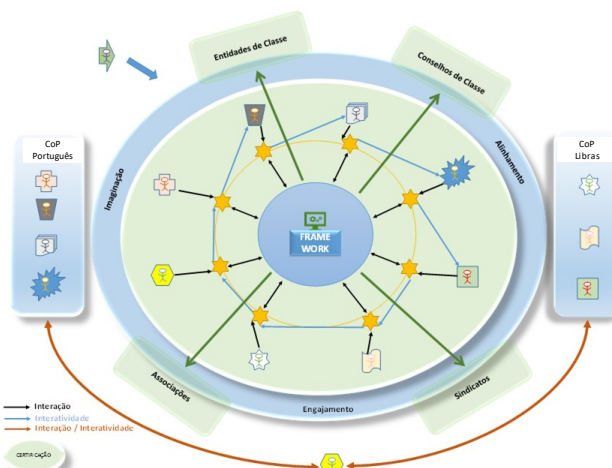 Entidades de Classe
Conselhos de Classe
CoP
Português
CoP
Libras
Imaginação
Alinhamento
FRAME
WORK
Associações
Engajamento
Sindicatos
Interação
Interatividade
Interação / Interatividade
CERTIFICAÇÃO